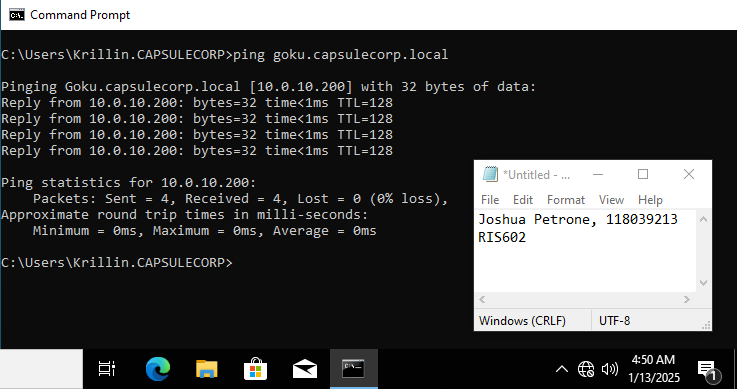 Command Prompt
C:\Users\Krillin.CAPSULECORP>ping goku.capsulecorp.local
Pinging Goku.capsulecorp.local [10.0.10.200] with 32 bytes of data:
Reply from 10.0.10.200: bytes=32 time<1ms TTL=128
Reply from 10.0.10.200: bytes=32 time<1ms TTL=128
Reply from 10.0.10.200: bytes=32 time<1ms TTL=128
Reply from 10.0.10.200: bytes=32 time<1ms TTL=128
Ping statistics for 10.0.10.200:
Packets: Sent = 4, Received = 4, Lost = 0 (0% loss),
Approximate round trip times in milli-seconds:
Minimum = 0ms, Maximum = 0ms, Average = 0ms
C:\Users\Krillin.CAPSULECORP>
*Untitled - ...
File Edit Format View Help
Joshua Petrone, 118039213
RIS602
Windows (CRLF) UTF-8
4:50 AM
1/13/2025
1